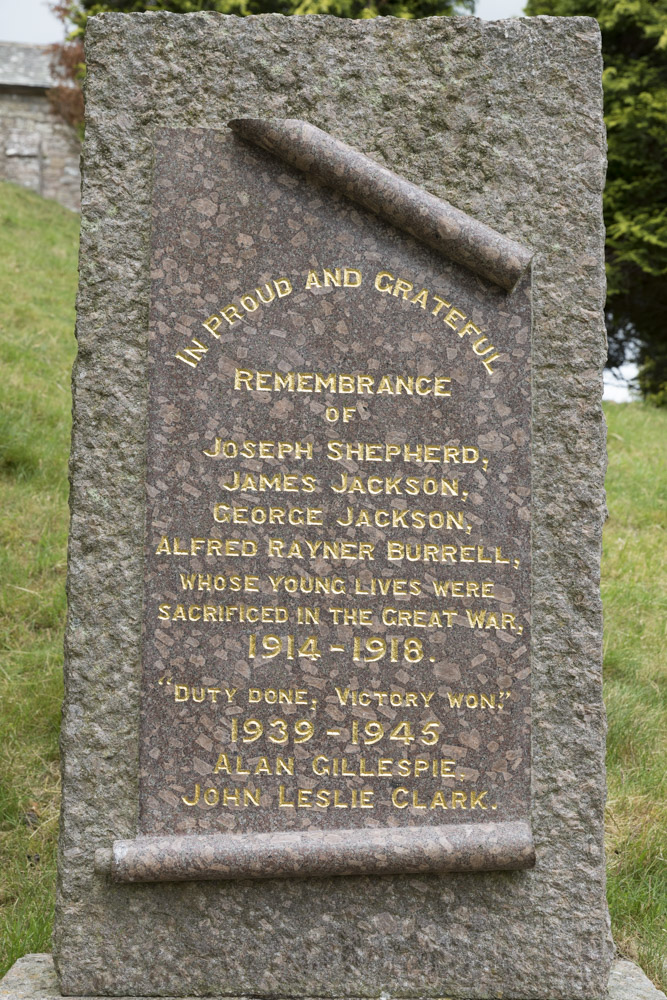 IN PROUD AND GRATEFUL
REMEMBRANCE
OF
JOSEPH SHEPHERD,
JAMES JACKSON,
GEORGE JACKSON,
ALFRED RAYNER BURRELL,
WHOSE YOUNG LIVES WERE
SACRIFICED IN THE GREAT WAR,
1914-1918.
"DUTY DONE, VICTORY WON,"
1939-1945
ALAN GILLESPIE.
JOHN LESLIE CLARK.